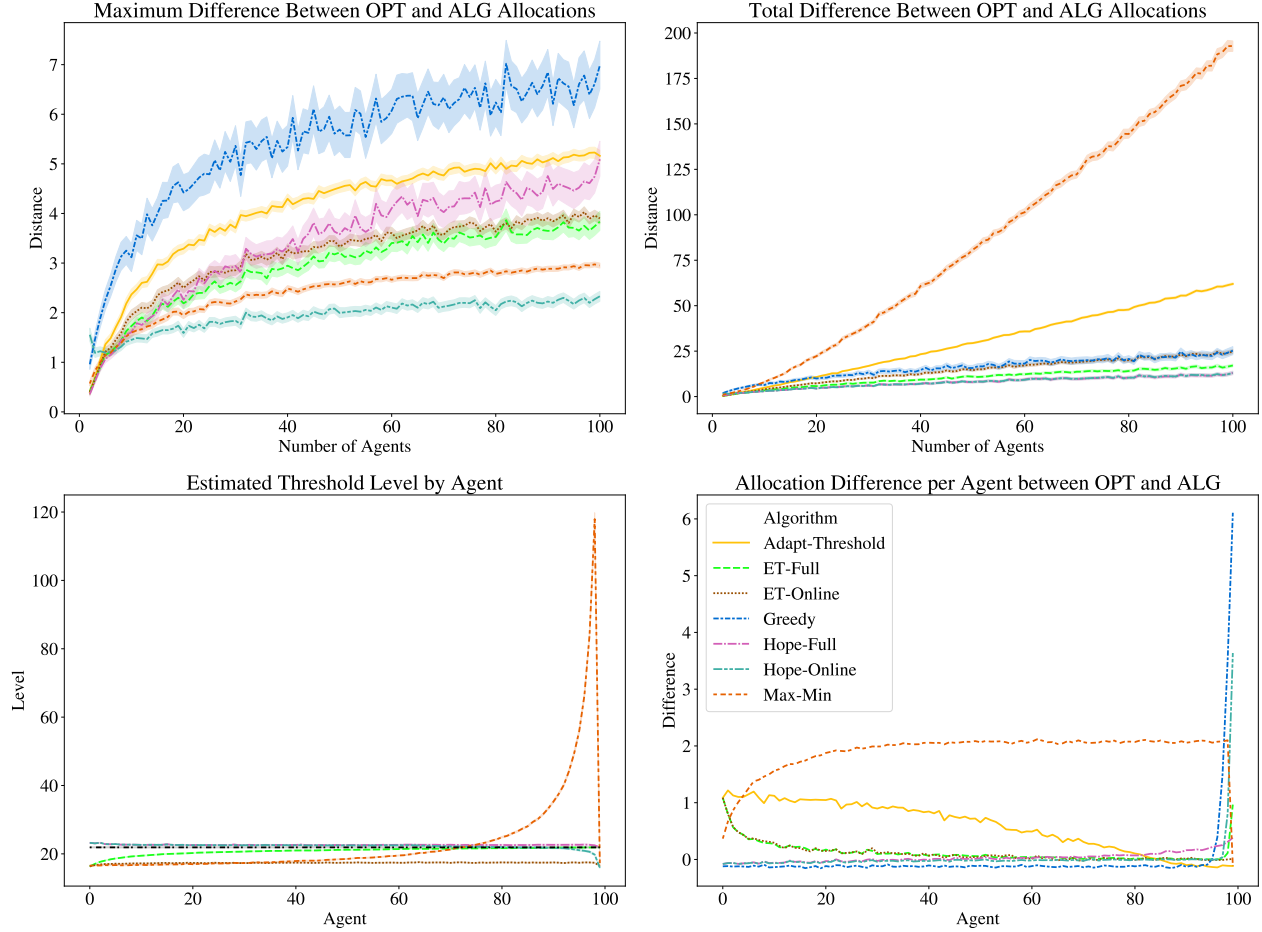 Maximum Difference Between OPT and ALG Allocations
7
6
5
4
3
2
1
0
Distance
0
20
40
60
80
100
Number of Agents
Total Difference Between OPT and ALG Allocations
200
175
150
125
100
75
50
25
0
Distance
0
20
40
60
80
100
Number of Agents
Estimated Threshold Level by Agent
120
100
80
60
40
20
Level
0
20
40
60
80
100
Agent
Allocation Difference per Agent between OPT and ALG
6
5
4
3
2
1
0
Difference
Algorithm
Adapt-Threshold
ET-Full
ET-Online
Greedy
Hope-Full
Hope-Online
Max-Min
0
20
40
60
80
100
Agent